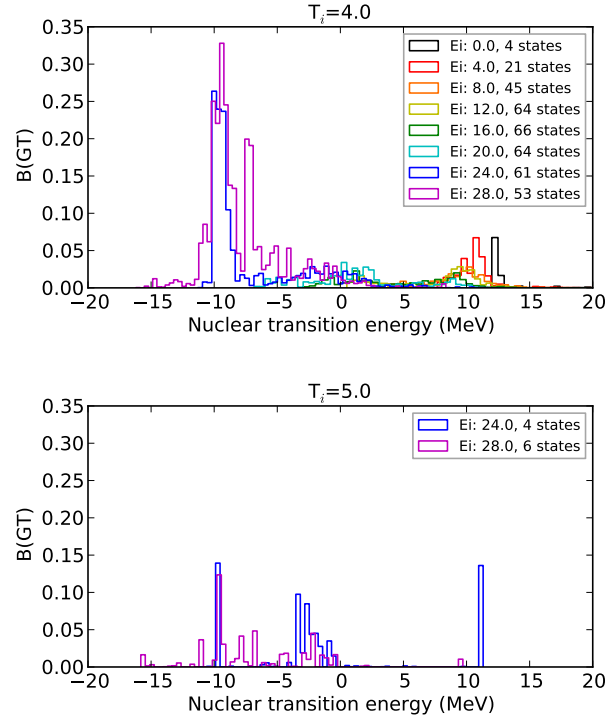 T_i=4.0
B(GT)
0.35
0.30
0.25
0.20
0.15
0.10
0.05
0.00
Ei: 0.0, 4 states
Ei: 4.0, 21 states
Ei: 8.0, 45 states
Ei: 12.0, 64 states
Ei: 16.0, 66 states
Ei: 20.0, 64 states
Ei: 24.0, 61 states
Ei: 28.0, 53 states
−20 −15 −10 −5 0 5 10 15 20
Nuclear transition energy (MeV)
T_i=5.0
B(GT)
0.35
0.30
0.25
0.20
0.15
0.10
0.05
0.00
Ei: 24.0, 4 states
Ei: 28.0, 6 states
−20 −15 −10 −5 0 5 10 15 20
Nuclear transition energy (MeV)